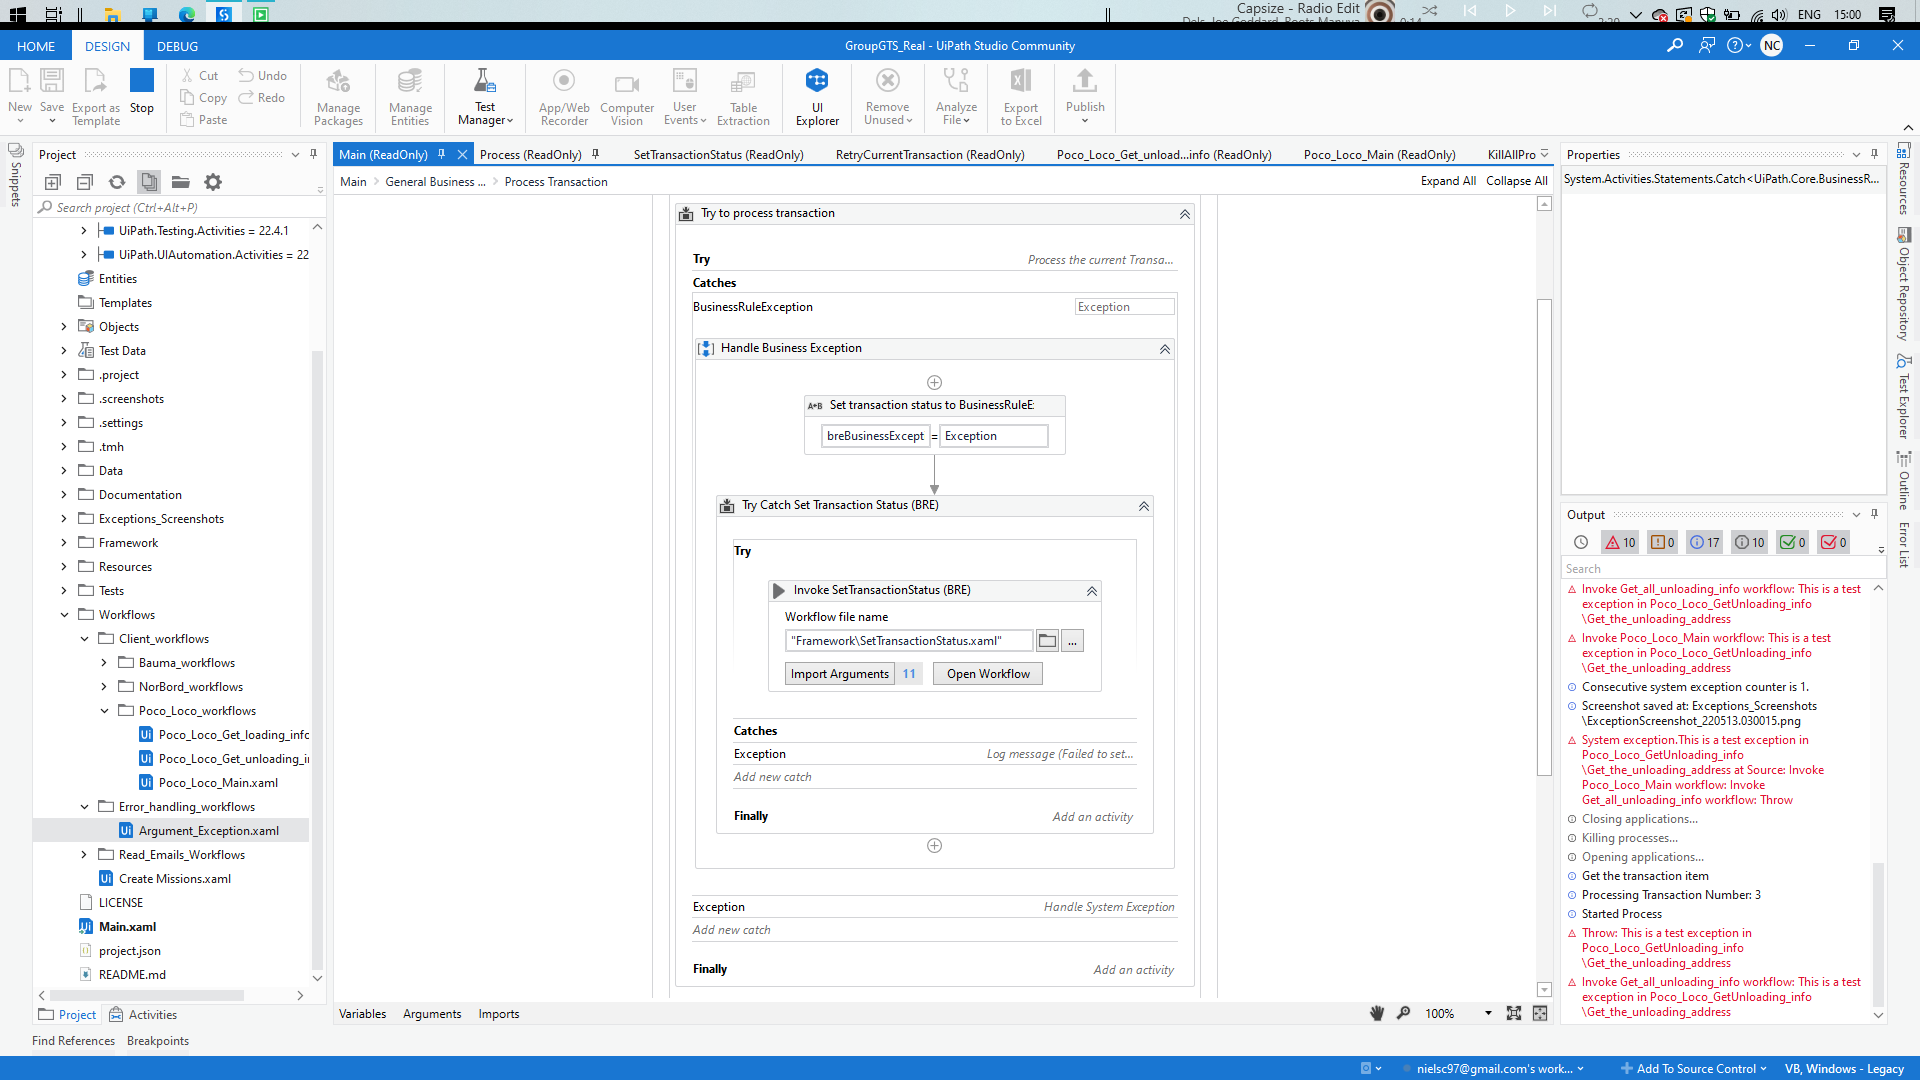 Capsize - Radio Edit
ENG 15:00
HOME DESIGN DEBUG
GroupGTS_Real - UiPath Studio Community
NC
New Save Export as Template Stop
Cut Copy Paste Undo Redo
Manage Packages
Manage Entities
Test Manager
App/Web Recorder
Computer Vision
User Events
Table Extraction
UI Explorer
Remove Unused
Analyze File
Export to Excel
Publish
Snippets
Project
Search project (Ctrl+Alt+P)
UiPath.Testing.Activities = 22.4.1
UiPath.UIAutomation.Activities = 22
Entities
Templates
Objects
Test Data
.project
.screenshots
.settings
.tmh
Data
Documentation
Exceptions_Screenshots
Framework
Resources
Tests
Workflows
Client_workflows
Bauma_workflows
NorBord_workflows
Poco_Loco_workflows
Poco_Loco_Get_loading_info
Poco_Loco_Get_unloading_i
Poco_Loco_Main.xaml
Error_handling_workflows
Argument_Exception.xaml
Read_Emails_Workflows
Create Missions.xaml
LICENSE
Main.xaml
project.json
README.md
Project Activities
Find References Breakpoints
Main (ReadOnly) Process (ReadOnly) SetTransactionStatus (ReadOnly) RetryCurrentTransaction (ReadOnly) Poco_Loco_Get_unload...info (ReadOnly) Poco_Loco_Main (ReadOnly) KillAllPro
Main > General Business ... > Process Transaction
Expand All Collapse All
Try to process transaction
Try Process the current Transa...
Catches
BusinessRuleException Exception
Handle Business Exception
A+B Set transaction status to BusinessRuleE
breBusinessExcept = Exception
Try Catch Set Transaction Status (BRE)
Try
Invoke SetTransactionStatus (BRE)
Workflow file name
"Framework\SetTransactionStatus.xaml" ...
Import Arguments 11 Open Workflow
Catches
Exception Log message (Failed to set...
Add new catch
Finally Add an activity
Exception Handle System Exception
Add new catch
Finally Add an activity
Variables Arguments Imports
100%
Properties
System.Activities.Statements.Catch<UiPath.Core.BusinessR...
Output
10 0 17 10 0 0
Search
Invoke Get_all_unloading_info workflow: This is a test
exception in Poco_Loco_GetUnloading_info
\Get_the_unloading_address
Invoke Poco_Loco_Main workflow: This is a test
exception in Poco_Loco_GetUnloading_info
\Get_the_unloading_address
Consecutive system exception counter is 1.
Screenshot saved at: Exceptions_Screenshots
\ExceptionScreenshot_220513.030015.png
System exception.This is a test exception in
Poco_Loco_GetUnloading_info
\Get_the_unloading_address at Source: Invoke
Poco_Loco_Main workflow: Invoke
Get_all_unloading_info workflow: Throw
Closing applications...
Killing processes...
Opening applications...
Get the transaction item
Processing Transaction Number: 3
Started Process
Throw: This is a test exception in
Poco_Loco_GetUnloading_info
\Get_the_unloading_address
Invoke Get_all_unloading_info workflow: This is a test
exception in Poco_Loco_GetUnloading_info
\Get_the_unloading_address
Resources
Object Repository
Test Explorer
Outline
Error List
nielsc97@gmail.com's work... Add To Source Control VB, Windows - Legacy